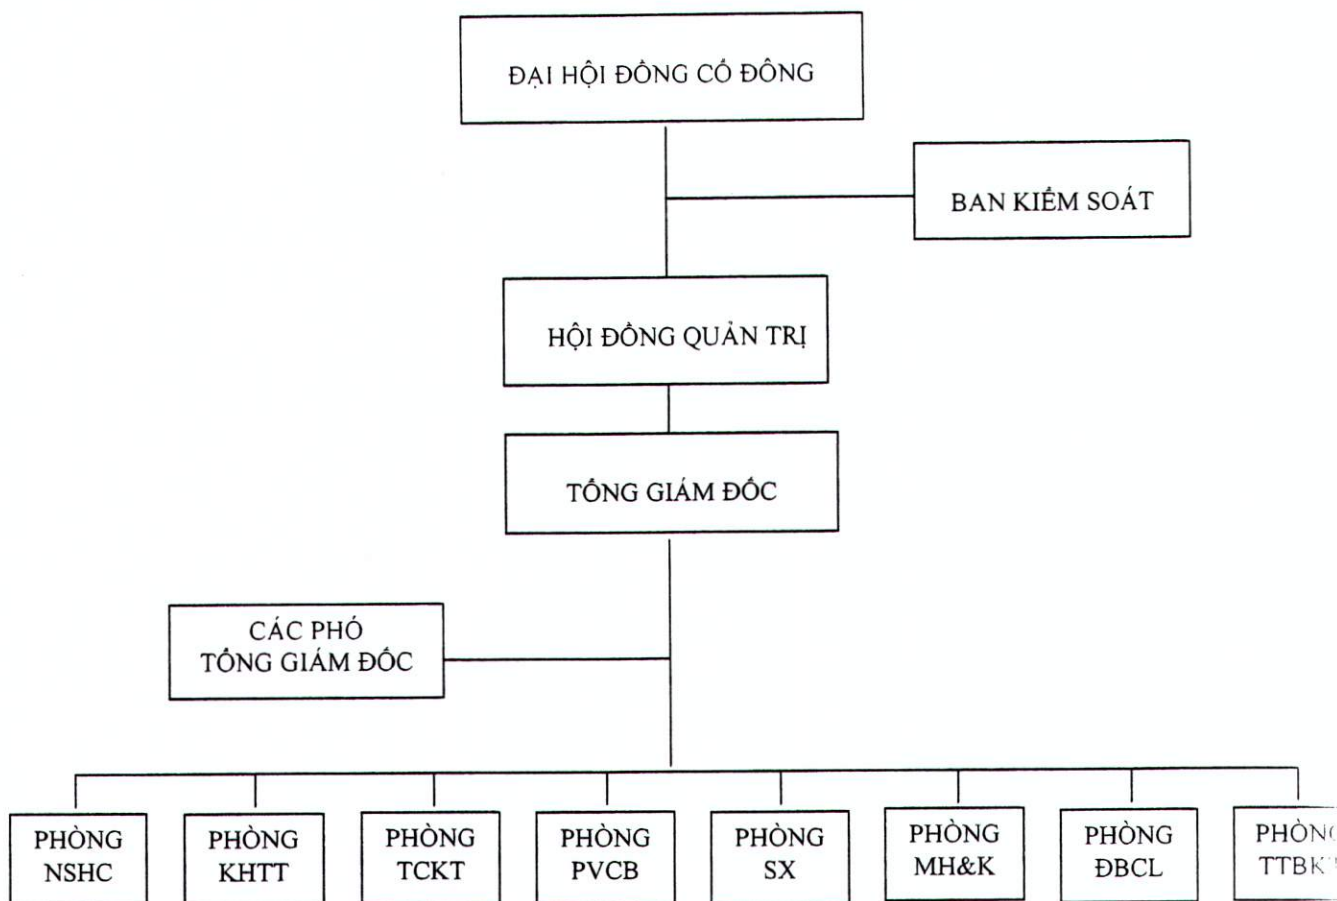 ĐẠI HỘI ĐỒNG CỔ ĐÔNG
BAN KIỂM SOÁT
HỘI ĐỒNG QUẢN TRỊ
TỔNG GIÁM ĐỐC
CÁC PHÓ
TỔNG GIÁM ĐỐC
PHÒNG
NSHC
PHÒNG
KHTT
PHÒNG
TCKT
PHÒNG
PVCB
PHÒNG
SX
PHÒNG
MH&K
PHÒNG
ĐBCL
PHÒNG